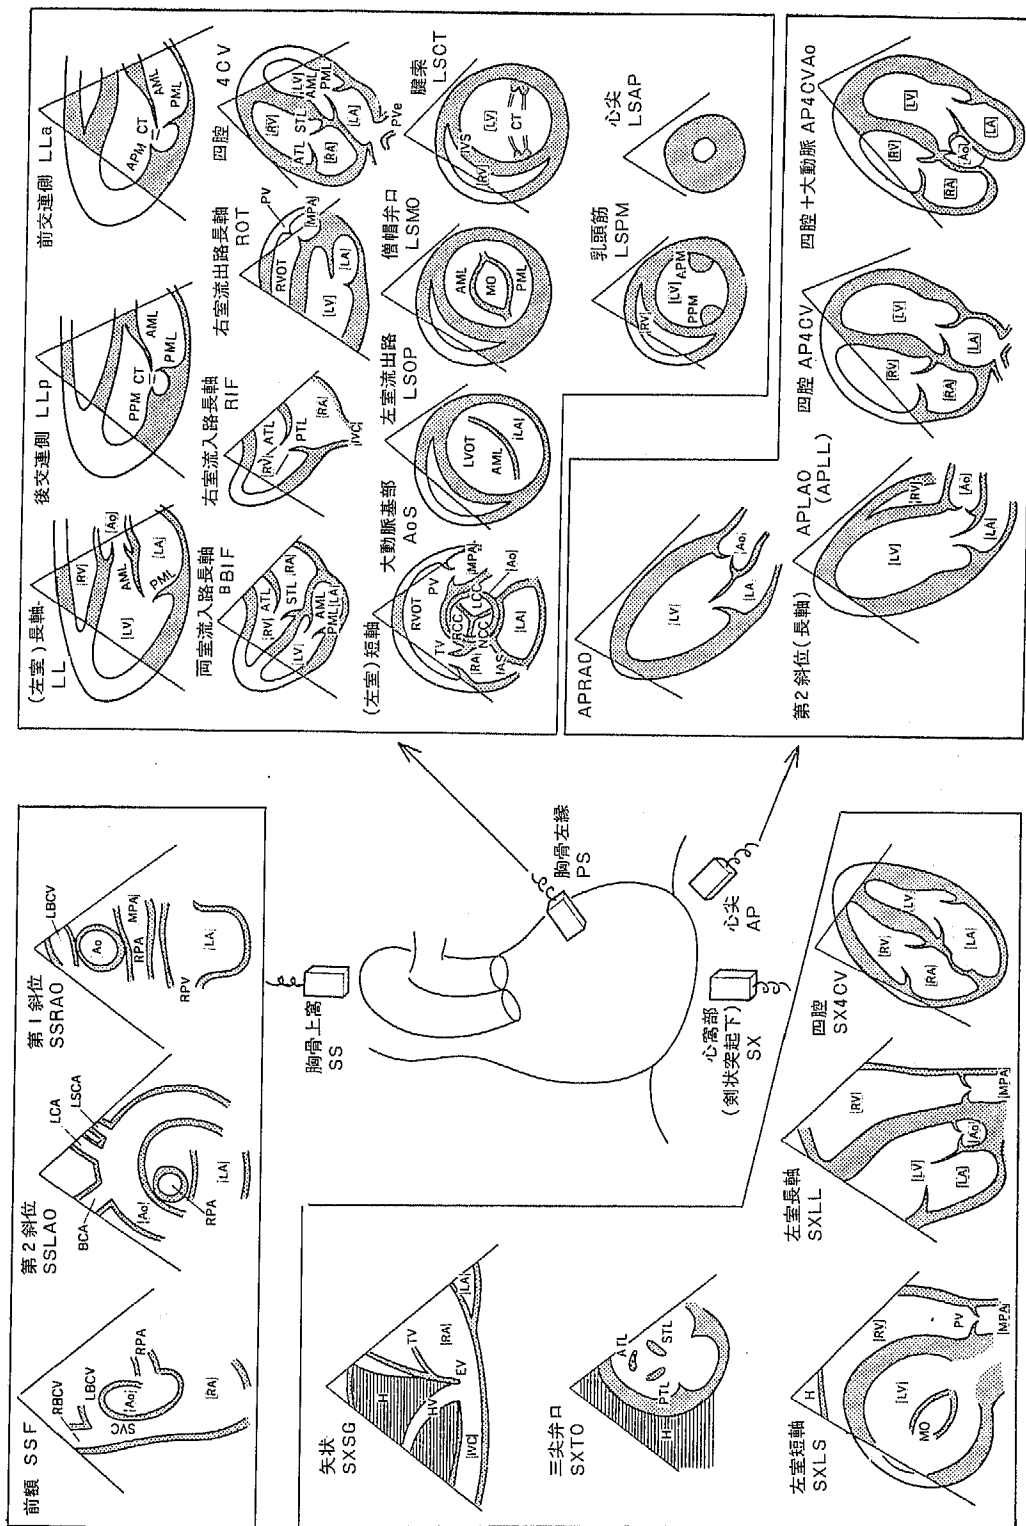 前額 SSF
RBCV
LBCV
SVC
[Ao]
RPA
[RA]
第2斜位
SSLAO
LCA
LSCA
BCA
[Ao]
RPA
[LA]
第1斜位
SSRAO
LBCV
Ao
MPA
RPA
RPV
[LA]
胸骨上窩
SS
胸骨左縁
PS
心尖
AP
心窩部
(剣状突起下)
SX
矢状
SXSG
H
HV
TV
EV
[RA]
[LA]
[IVC]
三尖弁口
SXTO
H
ATL
PTL
STL
左室短軸
SXLS
H
[RV]
[LV]
MO
PV
[MPA]
左室長軸
SXLL
[RV]
[LV]
[Ao]
[LA]
[MPA]
四腔
SX4CV
[RV]
[LV]
[RA]
[LA]
(左室)長軸
LL
[RV]
[Ao]
[LV]
AML
PML
[LA]
後交連側 LLp
PPM CT
AML
PML
前交連側 LLa
APM CT
AML
PML
両室流入路長軸
BBIF
[RV]
ATL
STL
[RA]
[LV]
AML
PML
[LA]
右室流入路長軸
RIF
[RV]
ATL
PTL
[RA]
[IVC]
右室流出路長軸
ROT
PV
RVOT
[MPA]
[LV]
[LA]
四腔 4CV
[RV]
ATL
STL
[LV]
AML
PML
[RA]
[LA]
PVe
(左室)短軸
大動脈基部
AoS
RVOT
TV
PV
RCC
LCC
NCC
[MPA]
[RA]
[Ao]
IAS
[LA]
左室流出路
LSOP
LVOT
AML
[LA]
僧帽弁口
LSMO
AML
MO
PML
腱索
LSCT
IVS
[RV]
[LV]
CT
乳頭筋
LSPM
[RV]
[LV]
PPM
APM
心尖
LSAP
APRAO
[LV]
[Ao]
[LA]
第2斜位(長軸)
APLAO
(APLL)
[RV]
[LV]
[Ao]
[LA]
四腔 AP4CV
[RV]
[LV]
[RA]
[LA]
四腔+大動脈 AP4CVAo
[RV]
[LV]
[RA]
[Ao]
[LA]